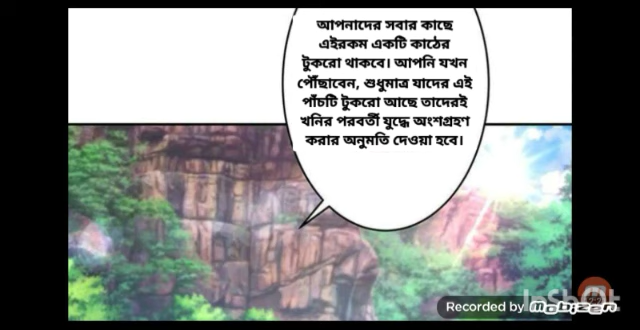 আপনাদের সবার কাছে
এইরকম একটি কাঠের
টুকরো থাকবে। আপনি যখন
পৌঁছাবেন, শুধুমাত্র যাদের এই
পাঁচটি টুকরো আছে তাদেরই
খনির পরবর্তী যুদ্ধে অংশগ্রহণ
করার অনুমতি দেওয়া হবে।
Recorded by Mobizen